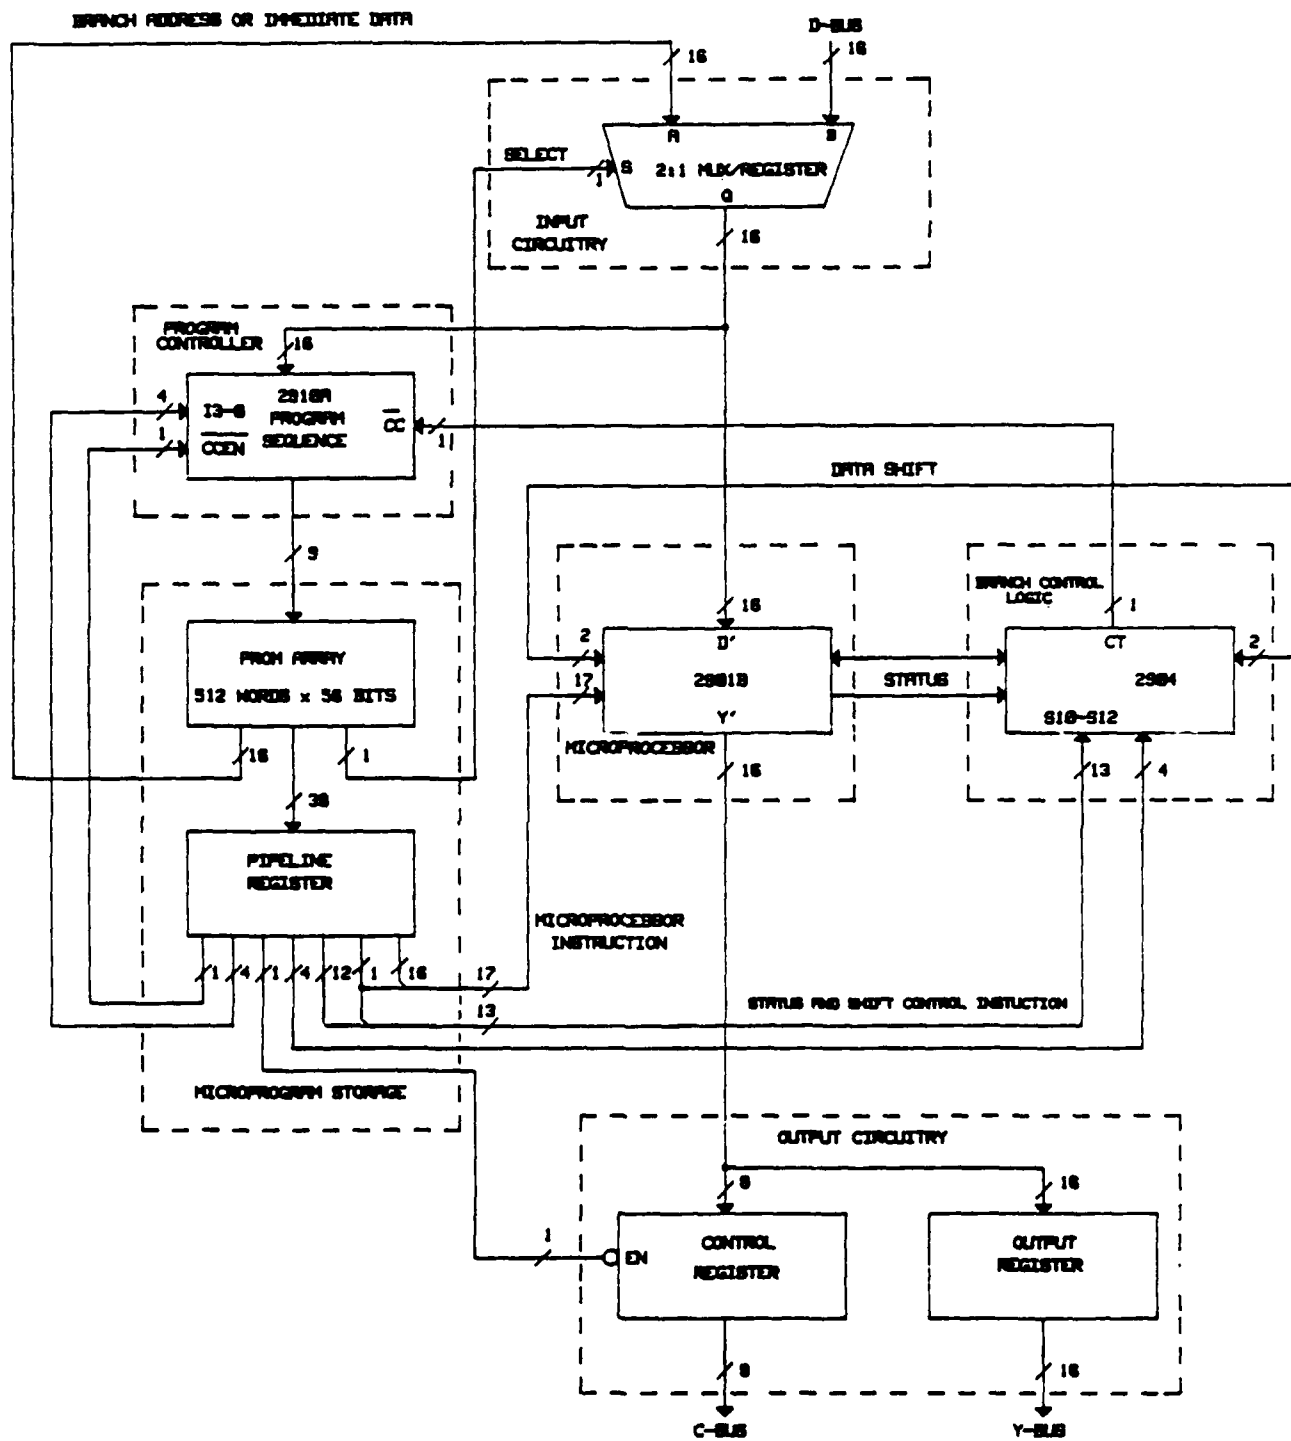 BRANCH ADDRESS OR IMMEDIATE DATA
D-BUS
16
16
A
B
SELECT
1
S
2:1 MUX/REGISTER
Q
INPUT
CIRCUITRY
16
PROGRAM
CONTROLLER
16
4
I3-0
2910A
PROGRAM
SEQUENCE
CC
1
CCEN
1
DATA SHIFT
9
BRANCH CONTROL
LOGIC
16
1
PROM ARRAY
512 WORDS x 56 BITS
2
D'
CT
2
17
2901B
STATUS
2904
Y'
S10-S12
MICROPROCESSOR
16
1
16
13
4
38
PIPELINE
REGISTER
MICROPROCESSOR
INSTRUCTION
1
4
1
4
12
1
16
17
13
STATUS AND SHIFT CONTROL INSTUCTION
MICROPROGRAM STORAGE
OUTPUT CIRCUITRY
8
16
1
EN
CONTROL
REGISTER
OUTPUT
REGISTER
8
16
C-BUS
Y-BUS